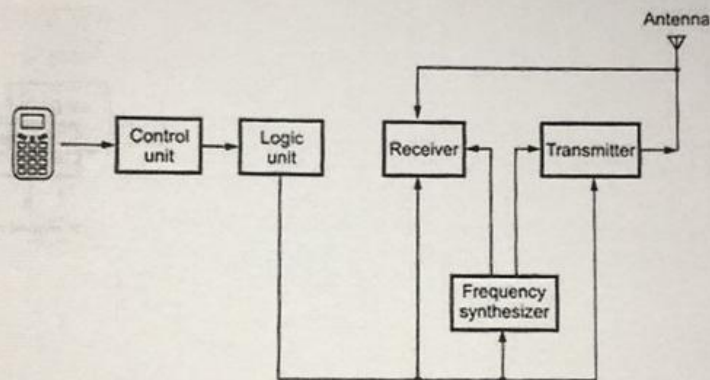 Antenna
Control
unit
Logic
unit
Receiver
Transmitter
Frequency
synthesizer